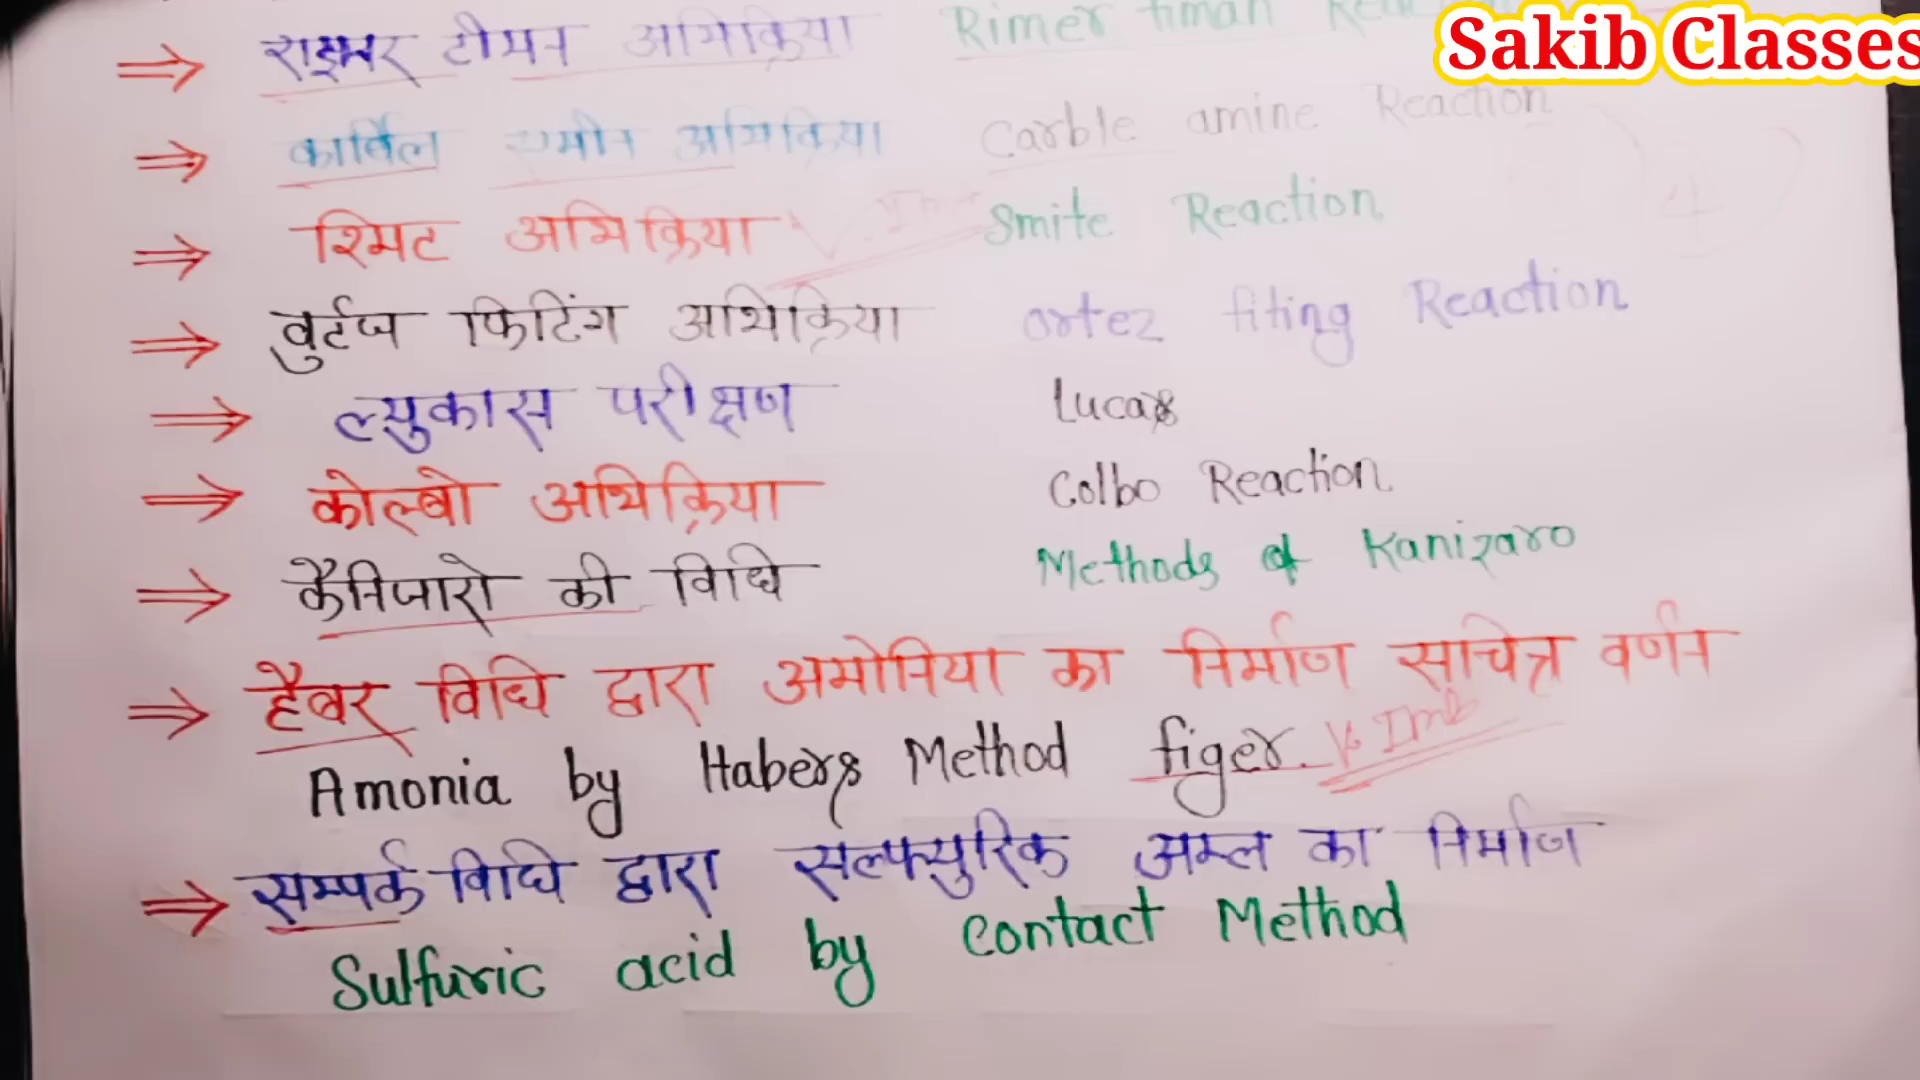 Sakib Classes
⇒ राइमर टीमन अभिक्रिया Rimer timan
⇒ कार्बिल एमीन अभिक्रिया Carble amine Reaction
⇒ श्मिट अभिक्रिया Smite Reaction
⇒ वुर्टज फिटिंग अभिक्रिया ortez fiting Reaction
⇒ ल्युकास परीक्षण Lucas
⇒ कोल्बो अभिक्रिया Colbo Reaction
⇒ कैनिजारो की विधि Methods of Kanizaro
⇒ हैबर विधि द्वारा अमोनिया का निर्माण सचित्र वर्णन
Amonia by Habers Method figer. V. Imp
⇒ सम्पर्क विधि द्वारा सल्फ्युरिक अम्ल का निर्माण
Sulfuric acid by Contact Method